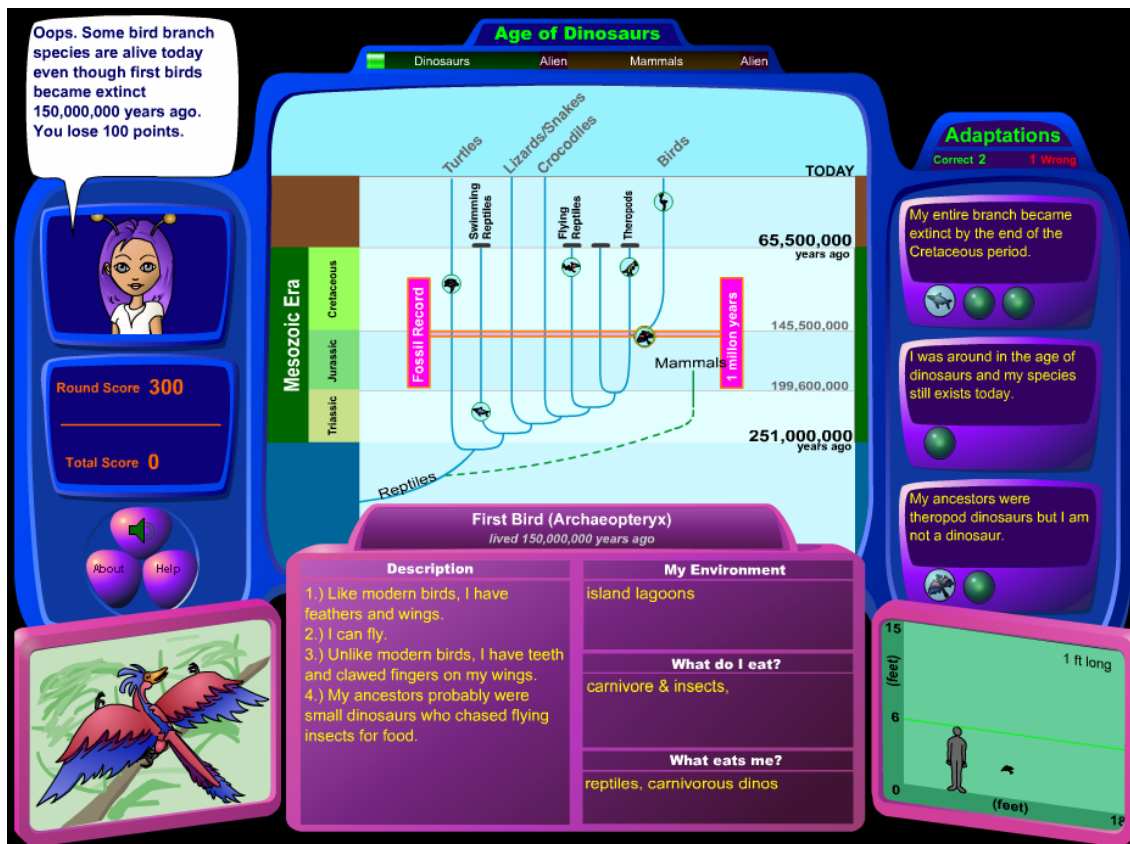 Oops. Some bird branch
species are alive today
even though first birds
became extinct
150,000,000 years ago.
You lose 100 points.
Age of Dinosaurs
Dinosaurs Alien Mammals Alien
Turtles
Lizards/Snakes
Crocodiles
Birds
TODAY
Swimming
Reptiles
Flying
Reptiles
Theropods
65,500,000
years ago
Mesozoic Era
Cretaceous
Jurassic
Triassic
Fossil Record
1 millon years
145,500,000
Mammals
199,600,000
251,000,000
years ago
Reptiles
Adaptations
Correct 2 1 Wrong
My entire branch became
extinct by the end of the
Cretaceous period.
I was around in the age of
dinosaurs and my species
still exists today.
My ancestors were
theropod dinosaurs but I am
not a dinosaur.
Round Score 300
Total Score 0
About
Help
First Bird (Archaeopteryx)
lived 150,000,000 years ago
Description
1.) Like modern birds, I have
feathers and wings.
2.) I can fly.
3.) Unlike modern birds, I have teeth
and clawed fingers on my wings.
4.) My ancestors probably were
small dinosaurs who chased flying
insects for food.
My Environment
island lagoons
What do I eat?
carnivore & insects,
What eats me?
reptiles, carnivorous dinos
15
(feet)
6
0
1 ft long
(feet)
18